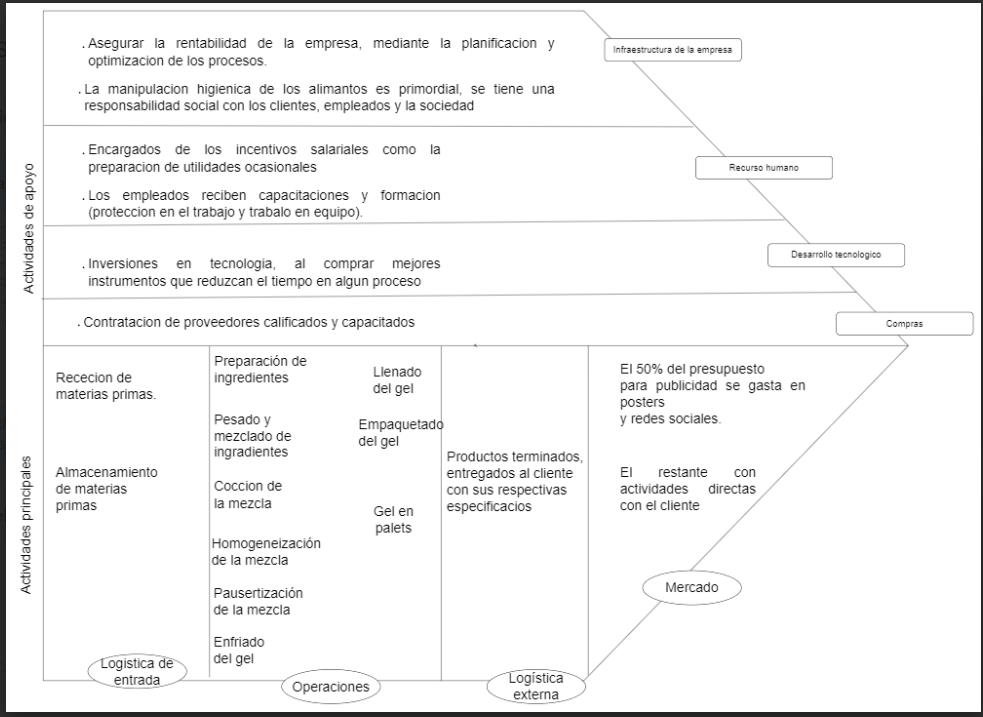 . Asegurar la rentabilidad de la empresa, mediante la planificacion y
optimizacion de los procesos.
. La manipulacion higienica de los alimantos es primordial, se tiene una
responsabilidad social con los clientes, empleados y la sociedad
Infraestructura de la empresa
Actividades de apoyo
. Encargados de los incentivos salariales como la
preparacion de utilidades ocasionales
. Los empleados reciben capacitaciones y formacion
(proteccion en el trabajo y trabalo en equipo).
Recurso humano
. Inversiones en tecnologia, al comprar mejores
instrumentos que reduzcan el tiempo en algun proceso
Desarrollo tecnologico
. Contratacion de proveedores calificados y capacitados
Compras
Actividades principales
Rececion de
materias primas.
Almacenamiento
de materias
primas
Logistica de
entrada
Preparación de
ingredientes
Pesado y
mezclado de
ingredientes
Coccion de
la mezcla
Homogeneización
de la mezcla
Pausertización
de la mezcla
Enfriado
del gel
Llenado
del gel
Empaquetado
del gel
Gel en
palets
Operaciones
Productos terminados,
entregados al cliente
con sus respectivas
especificacios
Logística
externa
El 50% del presupuesto
para publicidad se gasta en
posters
y redes sociales.
El restante con
actividades directas
con el cliente
Mercado